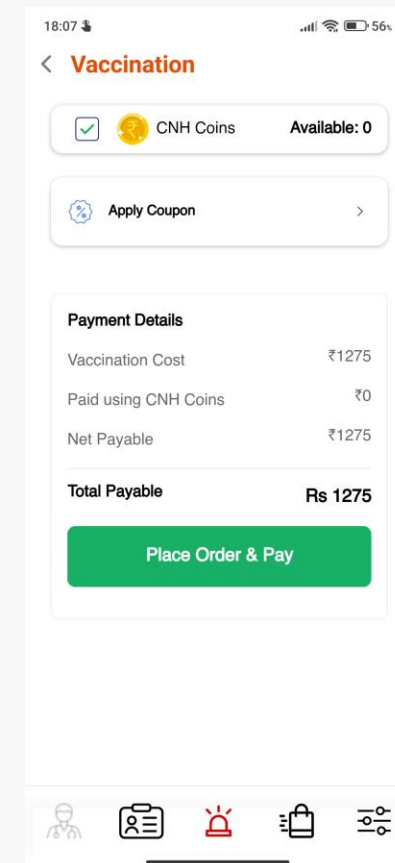 18:07 56%
Vaccination
CNH Coins Available: 0
Apply Coupon
Payment Details
Vaccination Cost ₹1275
Paid using CNH Coins ₹0
Net Payable ₹1275
Total Payable Rs 1275
Place Order & Pay